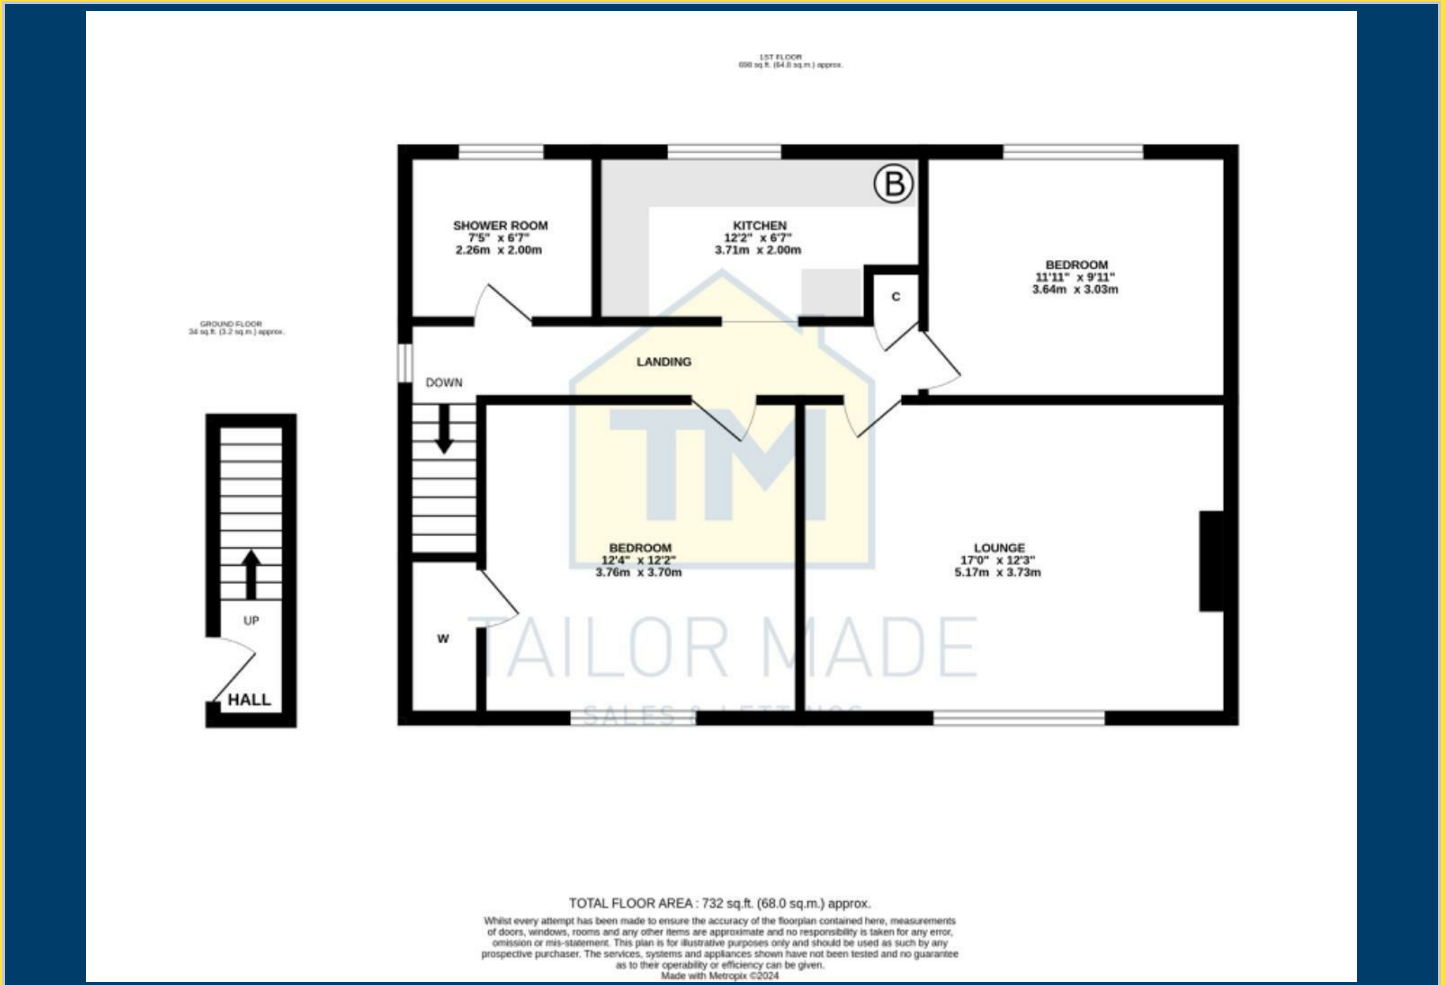 1ST FLOOR
698 sq.ft. (64.8 sq.m.) approx.
SHOWER ROOM
7'5" x 6'7"
2.26m x 2.00m
KITCHEN
12'2" x 6'7"
3.71m x 2.00m
B
BEDROOM
11'11" x 9'11"
3.64m x 3.03m
C
GROUND FLOOR
34 sq.ft. (3.2 sq.m.) approx.
LANDING
DOWN
TM
BEDROOM
12'4" x 12'2"
3.76m x 3.70m
LOUNGE
17'0" x 12'3"
5.17m x 3.73m
UP
W
TAILOR MADE
HALL
SALES & LETTINGS
TOTAL FLOOR AREA : 732 sq.ft. (68.0 sq.m.) approx.
Whilst every attempt has been made to ensure the accuracy of the floorplan contained here, measurements
of doors, windows, rooms and any other items are approximate and no responsibility is taken for any error,
omission or mis-statement. This plan is for illustrative purposes only and should be used as such by any
prospective purchaser. The services, systems and appliances shown have not been tested and no guarantee
as to their operability or efficiency can be given.
Made with Metropix ©2024